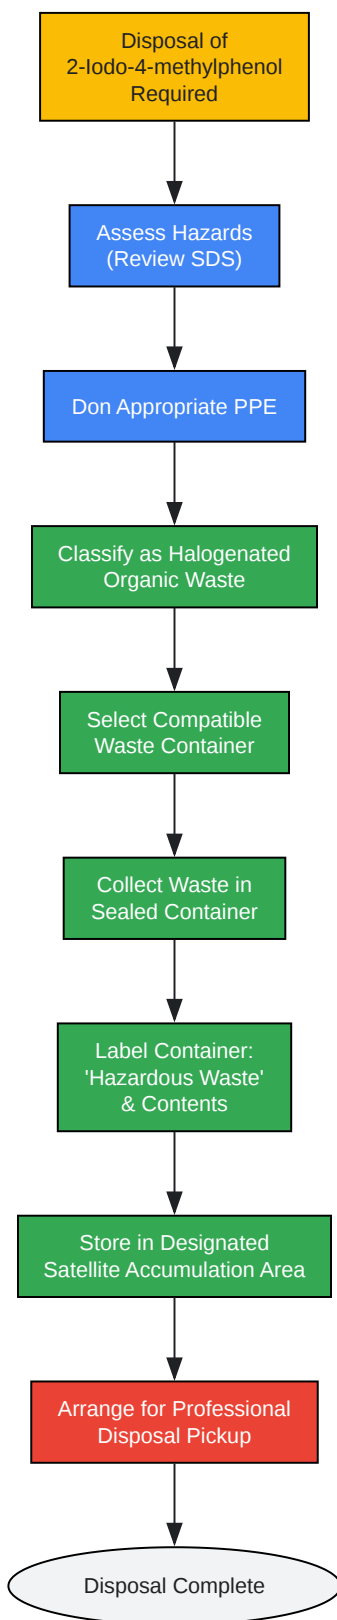 Disposal of
2-Iodo-4-methylphenol
Required
Assess Hazards
(Review SDS)
Don Appropriate PPE
Classify as Halogenated
Organic Waste
Select Compatible
Waste Container
Collect Waste in
Sealed Container
Label Container:
'Hazardous Waste'
& Contents
Store in Designated
Satellite Accumulation Area
Arrange for Professional
Disposal Pickup
Disposal Complete